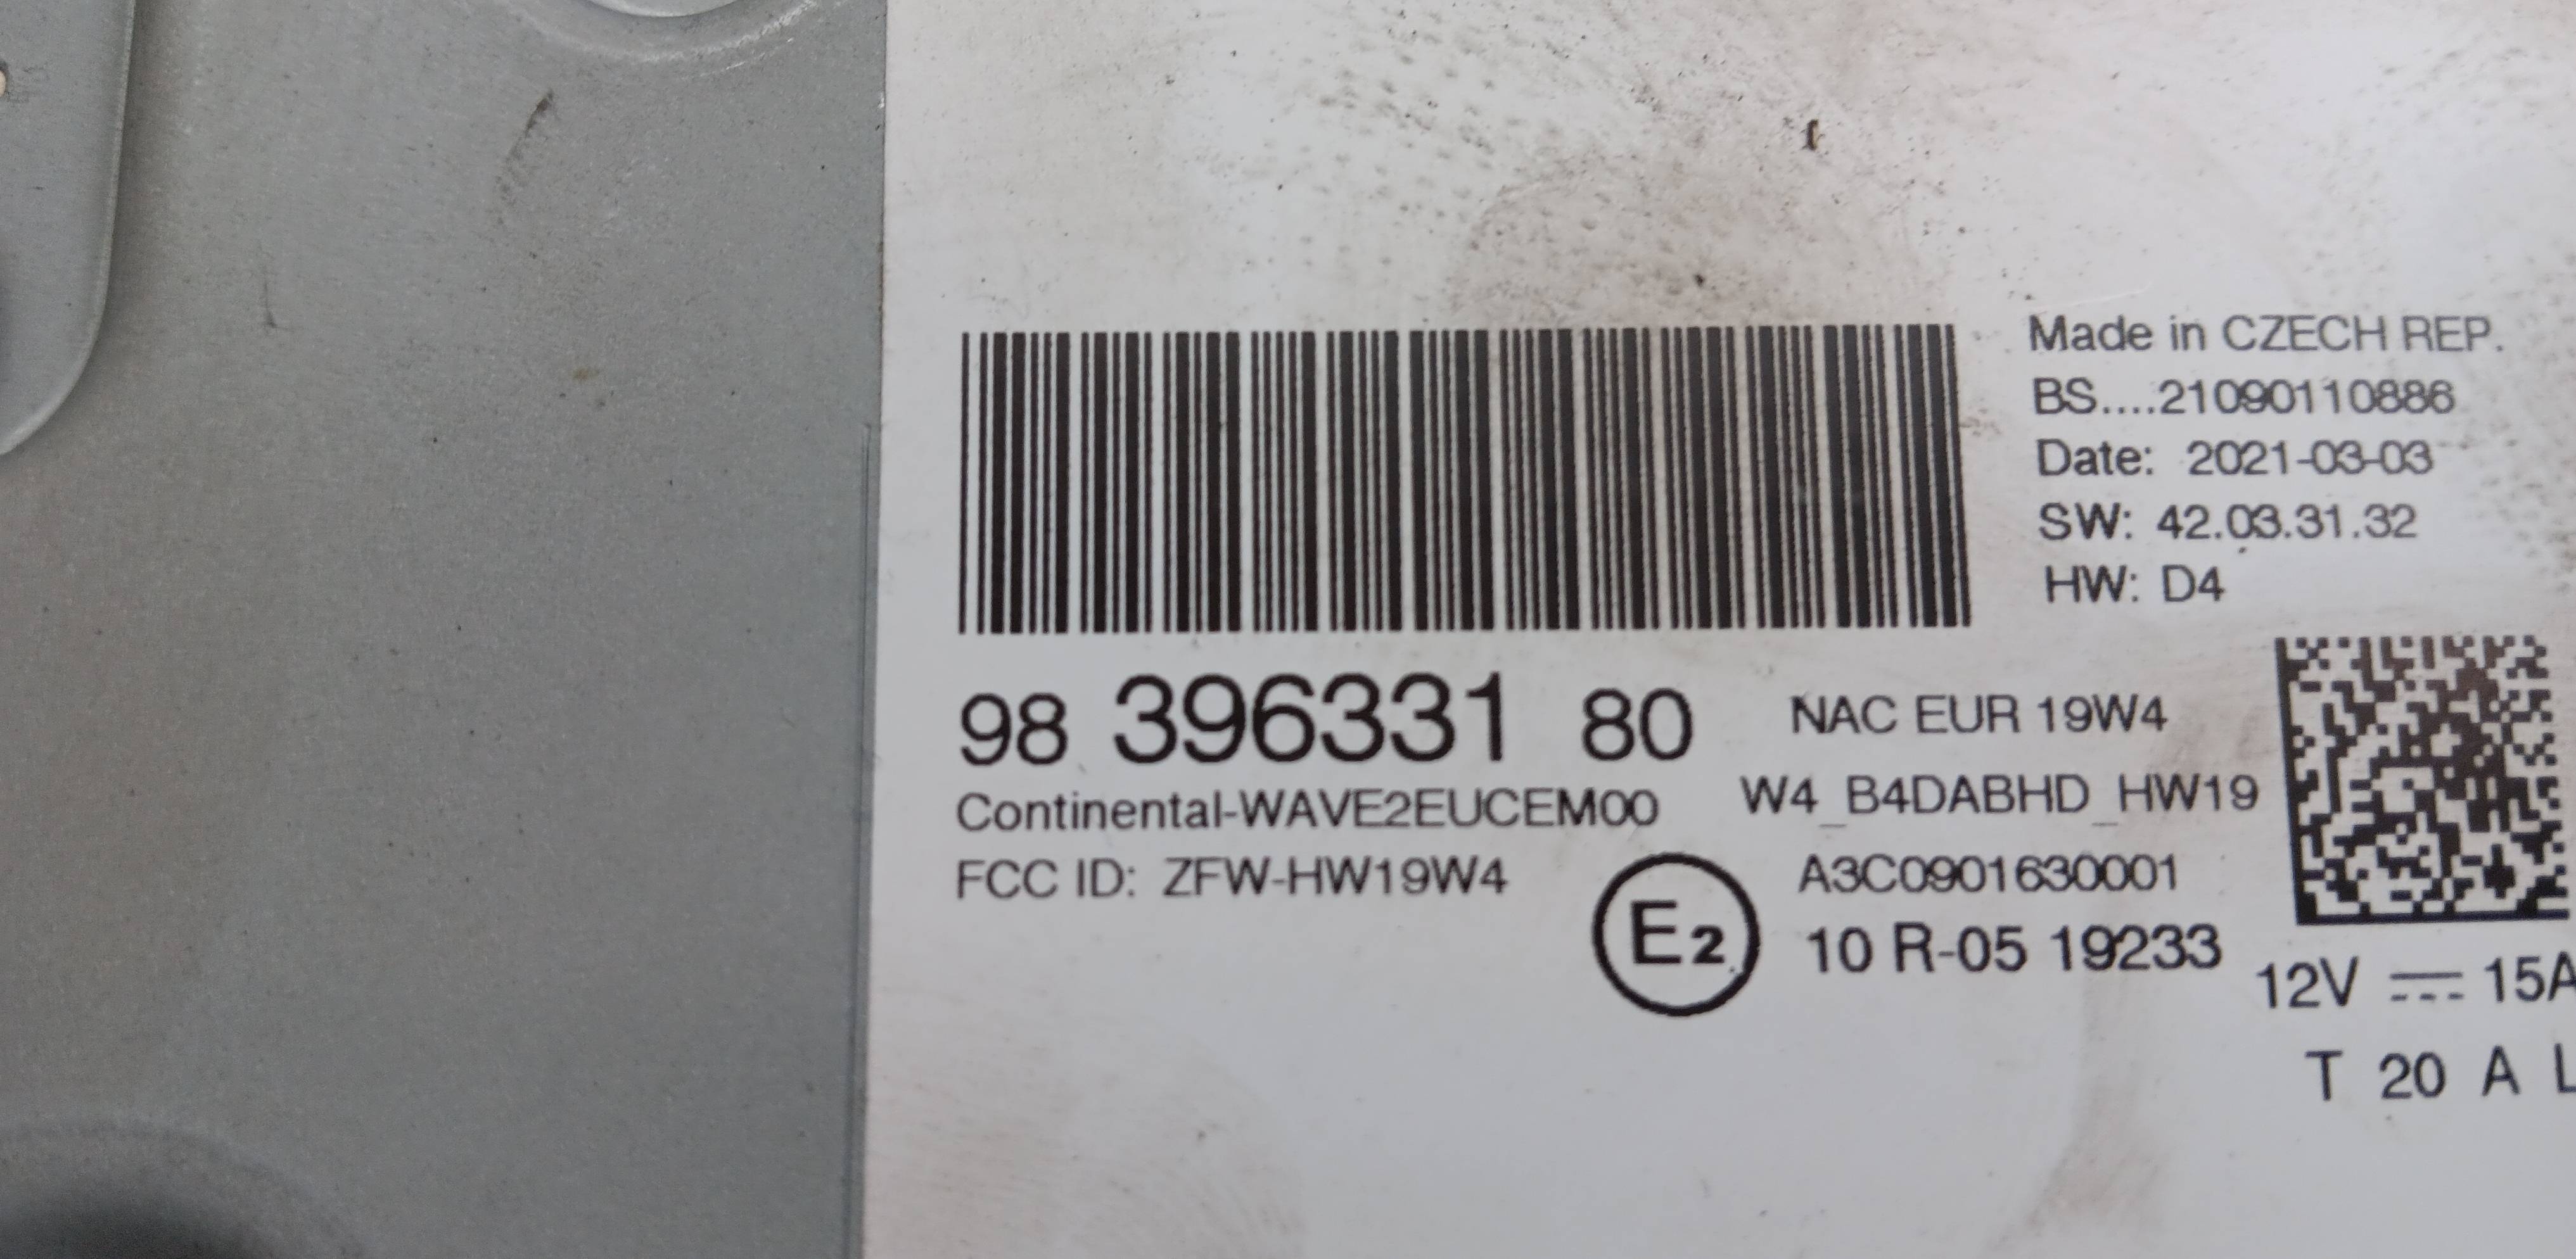 Made in CZECH REP.
BS....21090110886
Date: 2021-03-03
SW: 42.03.31.32
HW: D4
98 396331 80
NAC EUR 19W4
Continental-WAVE2EUCEM00
W4_B4DABHD_HW19
FCC ID: ZFW-HW19W4
A3C0901630001
E2
10 R-05 19233
12V 15A
T 20 A L